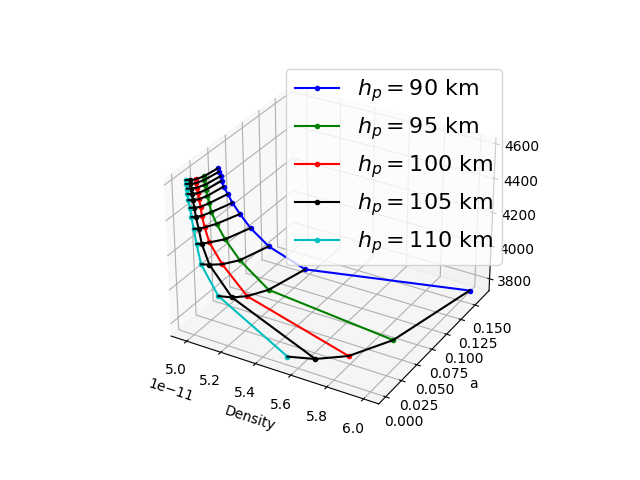 $h_p = 90$ km
$h_p = 95$ km
$h_p = 100$ km
$h_p = 105$ km
$h_p = 110$ km
4600
4400
4200
4000
3800
0.150
0.125
0.100
0.075
0.050
0.025
0.000
a
5.0
5.2
5.4
5.6
5.8
6.0
1e−11
Density